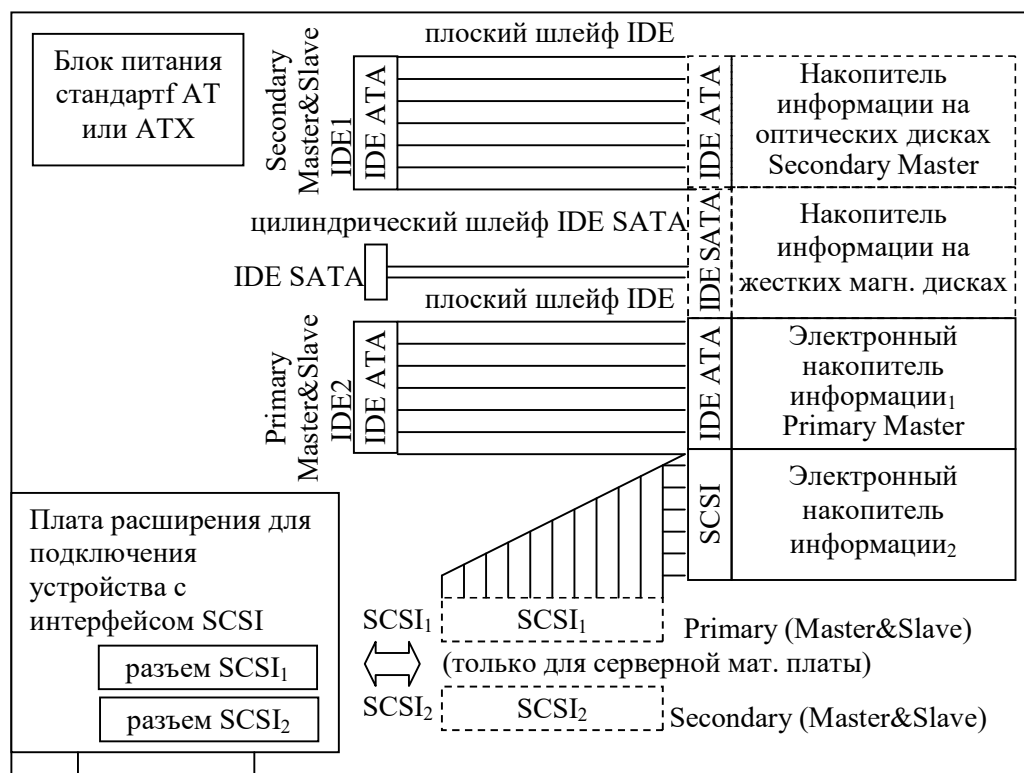 Блок питания
стандартf AT
или ATX
плоский шлейф IDE
Secondary
Master&Slave
IDE1
IDE ATA
IDE ATA
Накопитель
информации на
оптических дисках
Secondary Master
цилиндрический шлейф IDE SATA
IDE SATA
IDE SATA
Накопитель
информации на
жестких магн. дисках
плоский шлейф IDE
Primary
Master&Slave
IDE2
IDE ATA
IDE ATA
Электронный
накопитель
информации₁
Primary Master
SCSI
Электронный
накопитель
информации₂
Плата расширения для
подключения
устройства с
интерфейсом SCSI
разъем SCSI₁
разъем SCSI₂
SCSI₁
SCSI₁
Primary (Master&Slave)
(только для серверной мат. платы)
SCSI₂
SCSI₂
Secondary (Master&Slave)